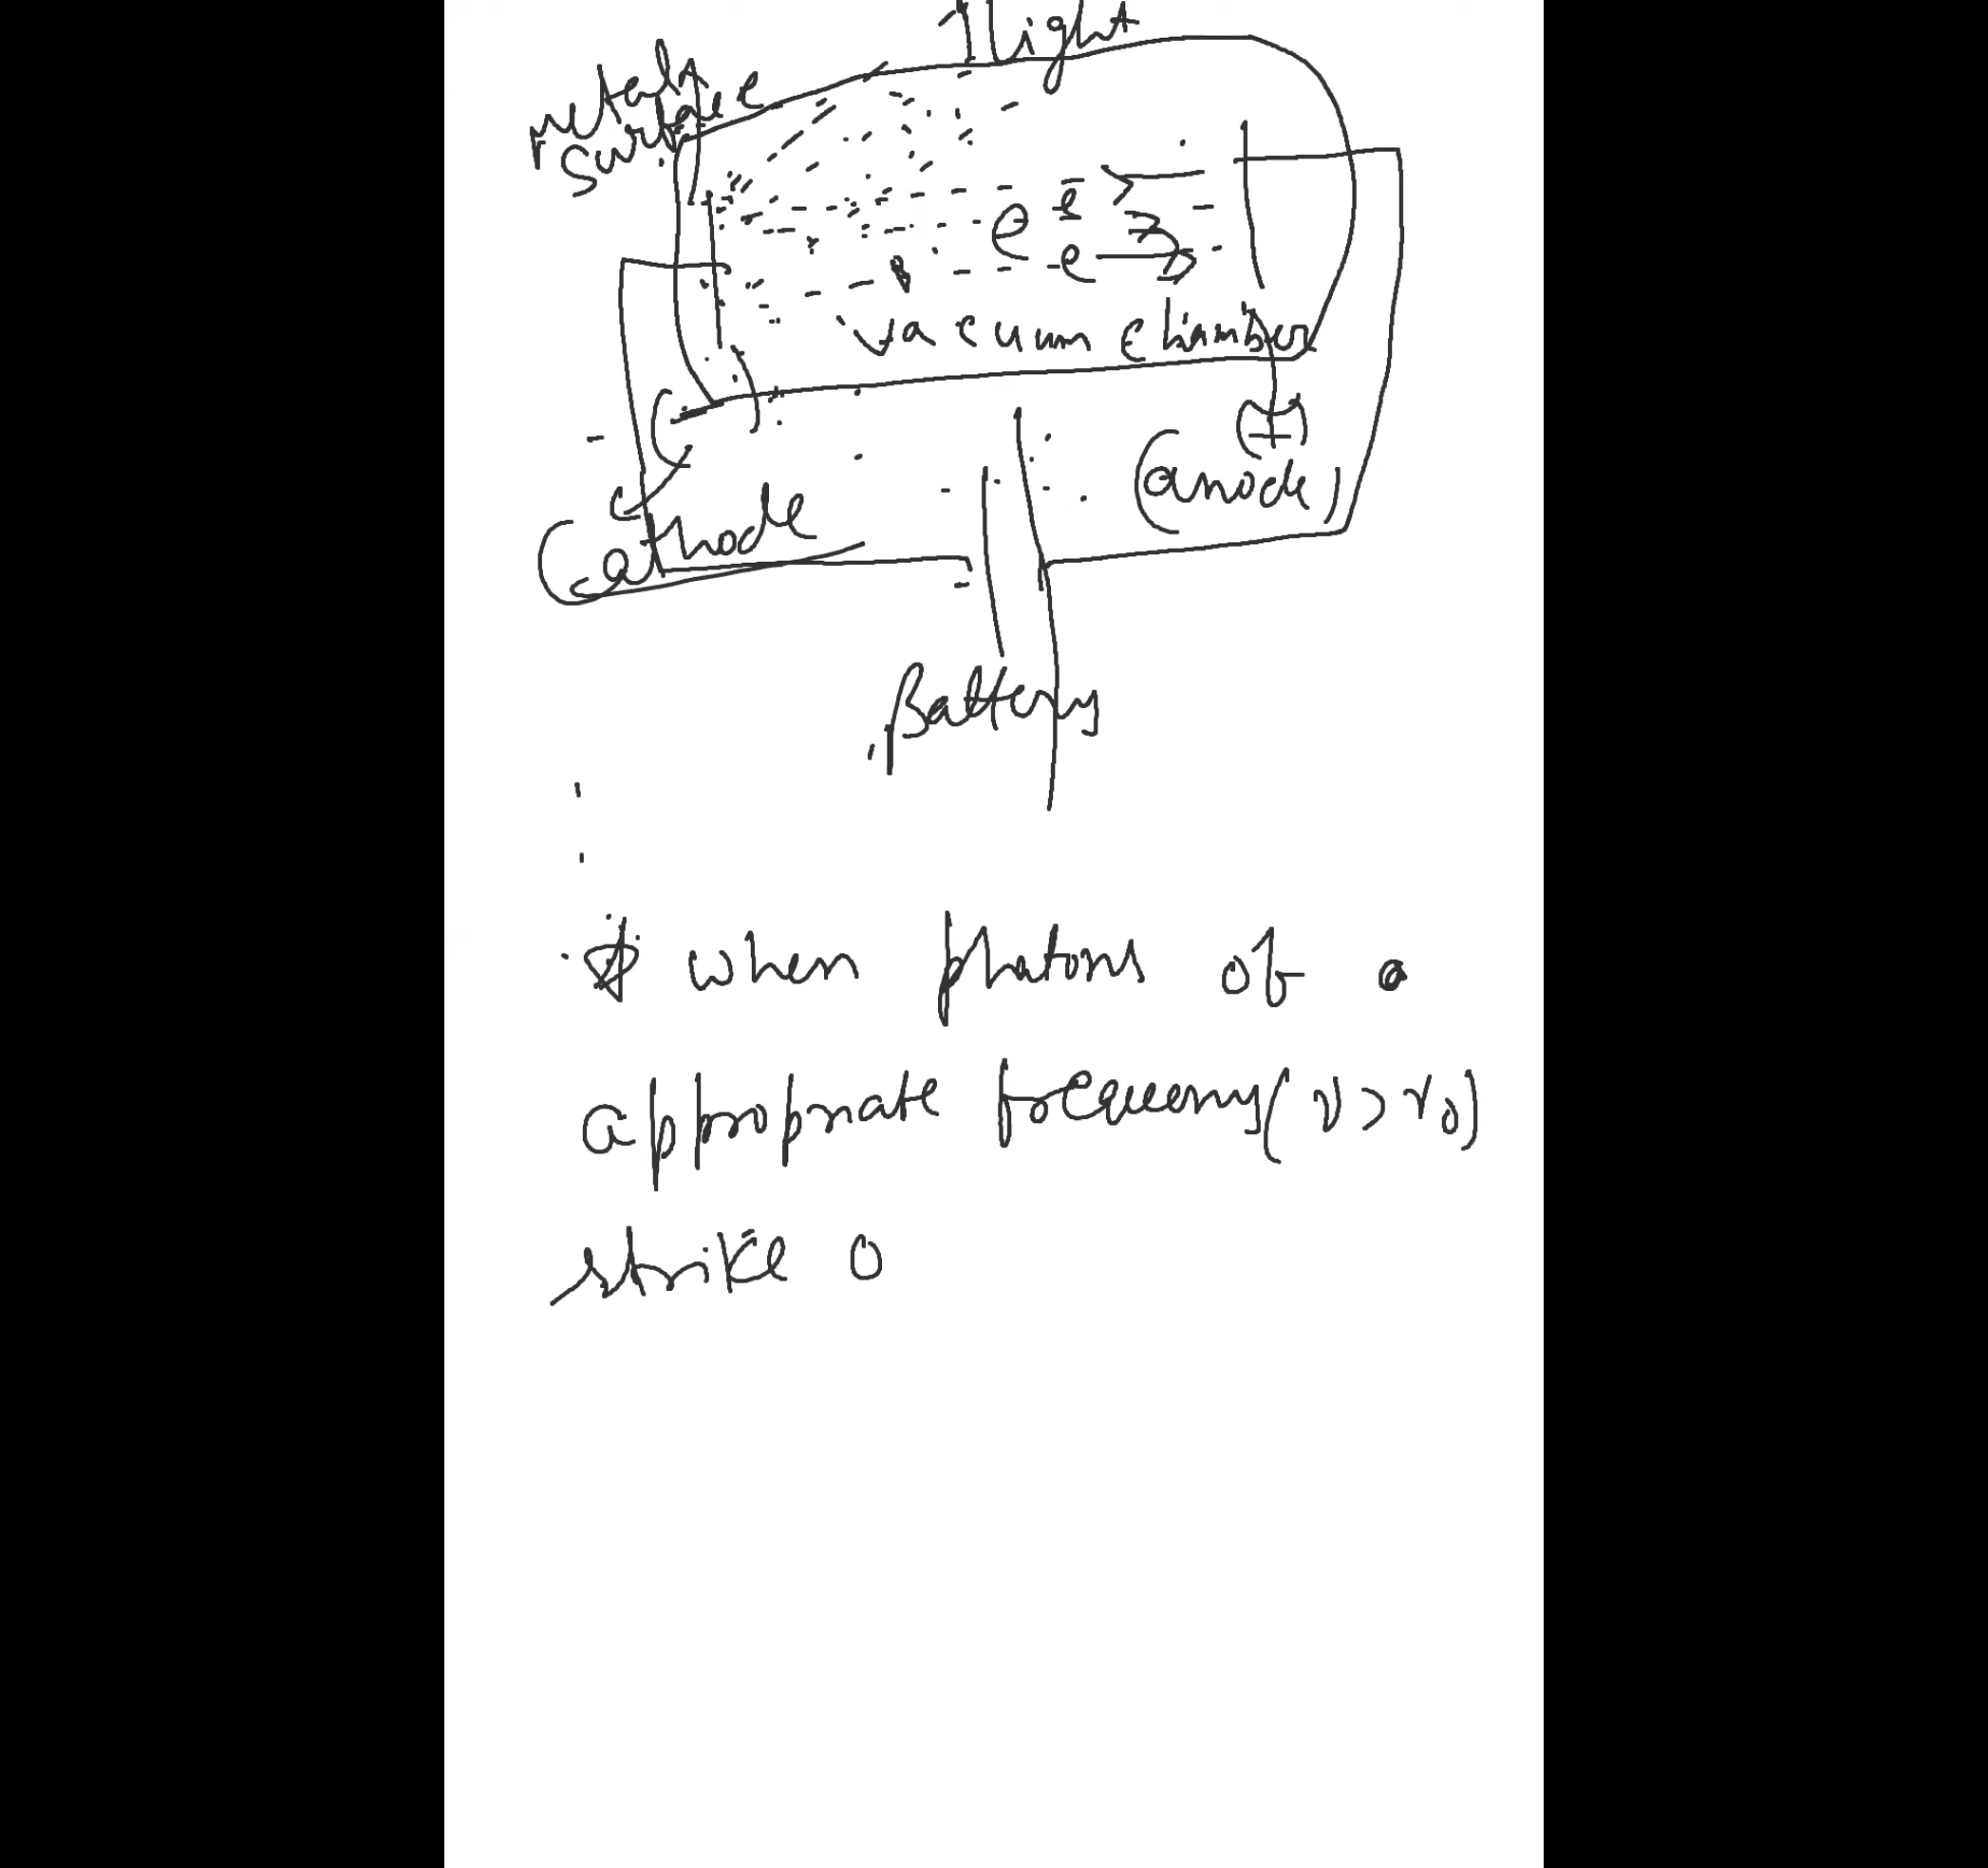 light
metal
surface
e e
e
vacuum chamber
(-)
(+)
(anode)
Cathode
Battery
when photons of a
appropriate frequency (ν > ν0)
strike